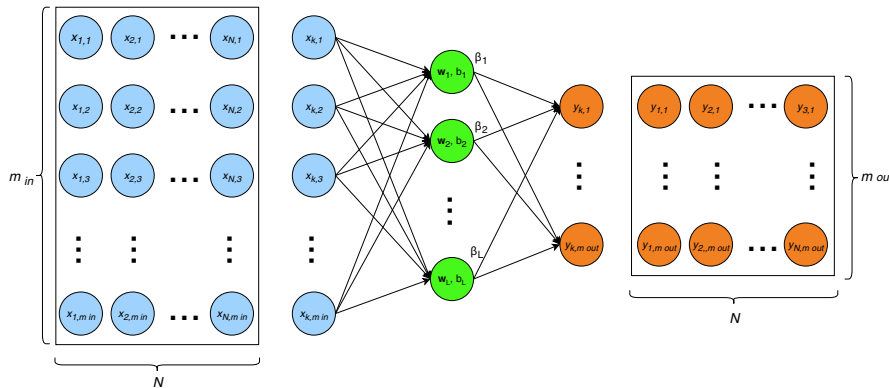 x1,1 x2,1 ... xN,1 xk,1
w1, b1 β1
x1,2 x2,2 ... xN,2 xk,2
yk,1 y1,1 y2,1 ... y3,1
w2, b2 β2
m in x1,3 x2,3 ... xN,3 xk,3
m ou
βL
yk,m out y1,m out y2,,m out ... yN,m out
wL, bL
x1,m in x2,m in ... xN,m in xk,m in
N
N